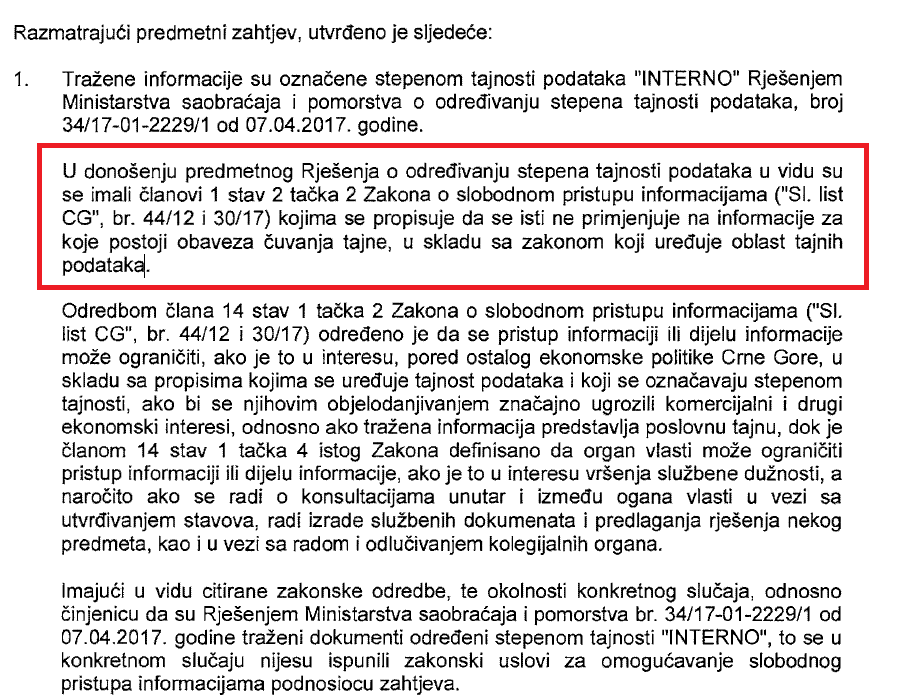 Razmatrajući predmetni zahtjev, utvrđeno je sljedeće:
1. Tražene informacije su označene stepenom tajnosti podataka "INTERNO" Rješenjem
Ministarstva saobraćaja i pomorstva o određivanju stepena tajnosti podataka, broj
34/17-01-2229/1 od 07.04.2017. godine.
U donošenju predmetnog Rješenja o određivanju stepena tajnosti podataka u vidu su
se imali članovi 1 stav 2 tačka 2 Zakona o slobodnom pristupu informacijama ("Sl. list
CG", br. 44/12 i 30/17) kojima se propisuje da se isti ne primjenjuje na informacije za
koje postoji obaveza čuvanja tajne, u skladu sa zakonom koji uređuje oblast tajnih
podataka.
Odredbom člana 14 stav 1 tačka 2 Zakona o slobodnom pristupu informacijama ("Sl.
list CG", br. 44/12 i 30/17) određeno je da se pristup informaciji ili dijelu informacije
može ograničiti, ako je to u interesu, pored ostalog ekonomske politike Crne Gore, u
skladu sa propisima kojima se uređuje tajnost podataka i koji se označavaju stepenom
tajnosti, ako bi se njihovim objelodanjivanjem značajno ugrozili komercijalni i drugi
ekonomski interesi, odnosno ako tražena informacija predstavlja poslovnu tajnu, dok je
članom 14 stav 1 tačka 4 istog Zakona definisano da organ vlasti može ograničiti
pristup informaciji ili dijelu informacije, ako je to u interesu vršenja službene dužnosti, a
naročito ako se radi o konsultacijama unutar i između ogana vlasti u vezi sa
utvrđivanjem stavova, radi izrade službenih dokumenata i predlaganja rješenja nekog
predmeta, kao i u vezi sa radom i odlučivanjem kolegijalnih organa.
Imajući u vidu citirane zakonske odredbe, te okolnosti konkretnog slučaja, odnosno
činjenicu da su Rješenjem Ministarstva saobraćaja i pomorstva br. 34/17-01-2229/1 od
07.04.2017. godine traženi dokumenti određeni stepenom tajnosti "INTERNO", to se u
konkretnom slučaju nijesu ispunili zakonski uslovi za omogućavanje slobodnog
pristupa informacijama podnosiocu zahtjeva.